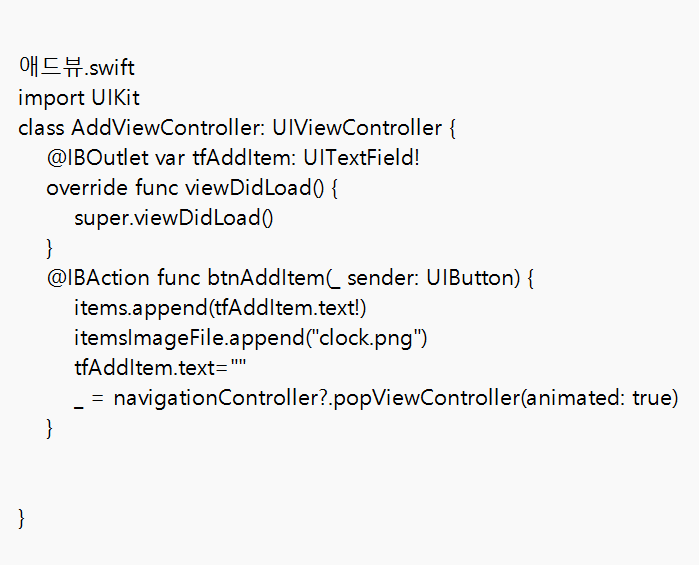 애드뷰.swift
import UIKit
class AddViewController: UIViewController {
@IBOutlet var tfAddItem: UITextField!
override func viewDidLoad() {
super.viewDidLoad()
}
@IBAction func btnAddItem(_ sender: UIButton) {
items.append(tfAddItem.text!)
itemsImageFile.append("clock.png")
tfAddItem.text=""
_ = navigationController?.popViewController(animated: true)
}
}